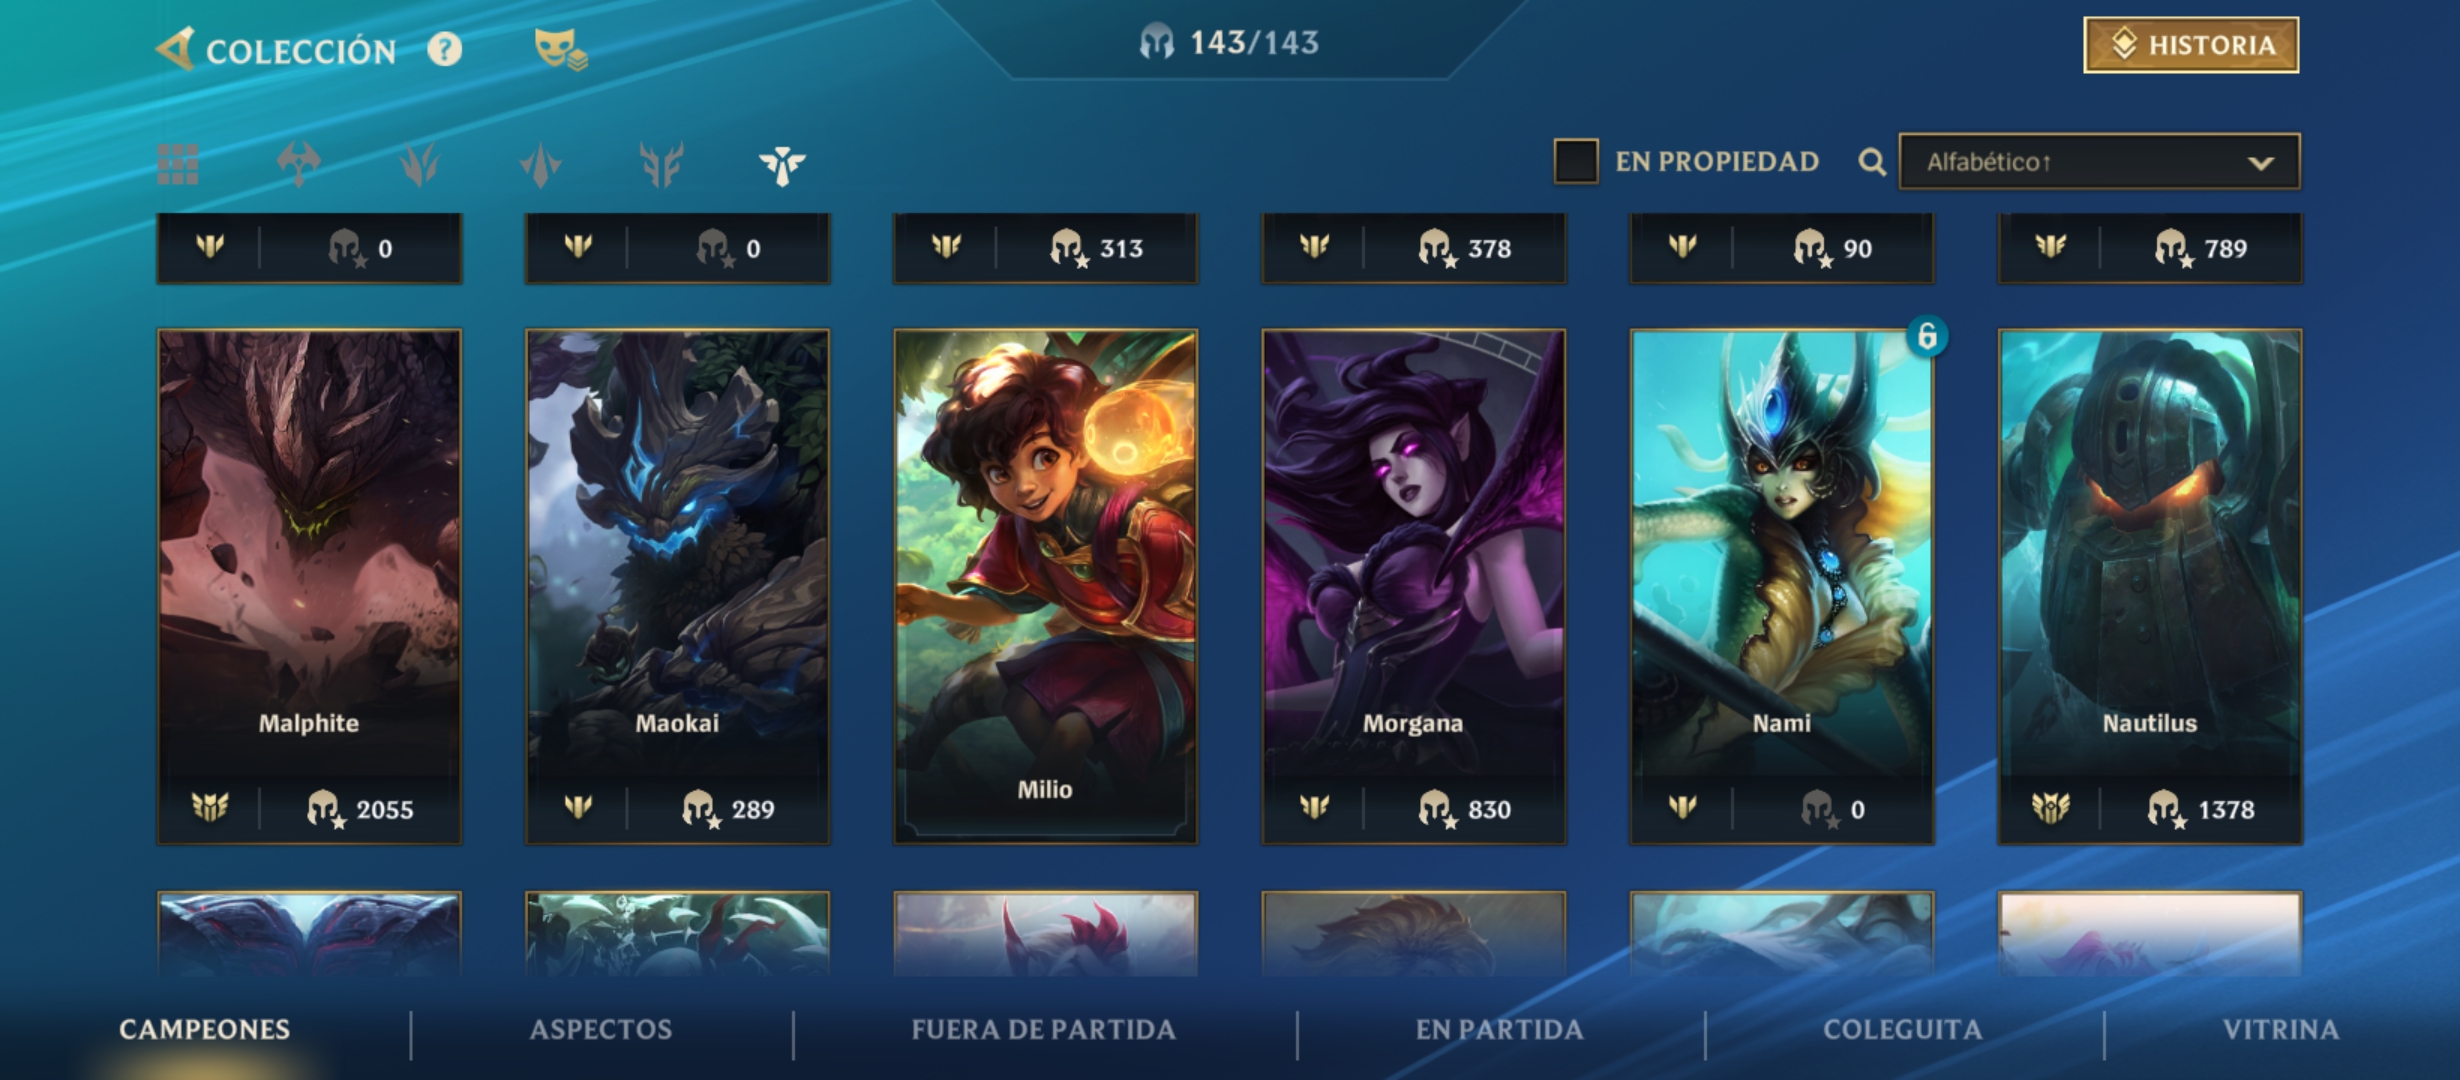 COLECCIÓN
?
143/143
HISTORIA
EN PROPIEDAD
Alfabético↑
0
0
313
378
90
789
Malphite
Maokai
Milio
Morgana
Nami
Nautilus
2055
289
830
0
1378
CAMPEONES
ASPECTOS
FUERA DE PARTIDA
EN PARTIDA
COLEGUITA
VITRINA